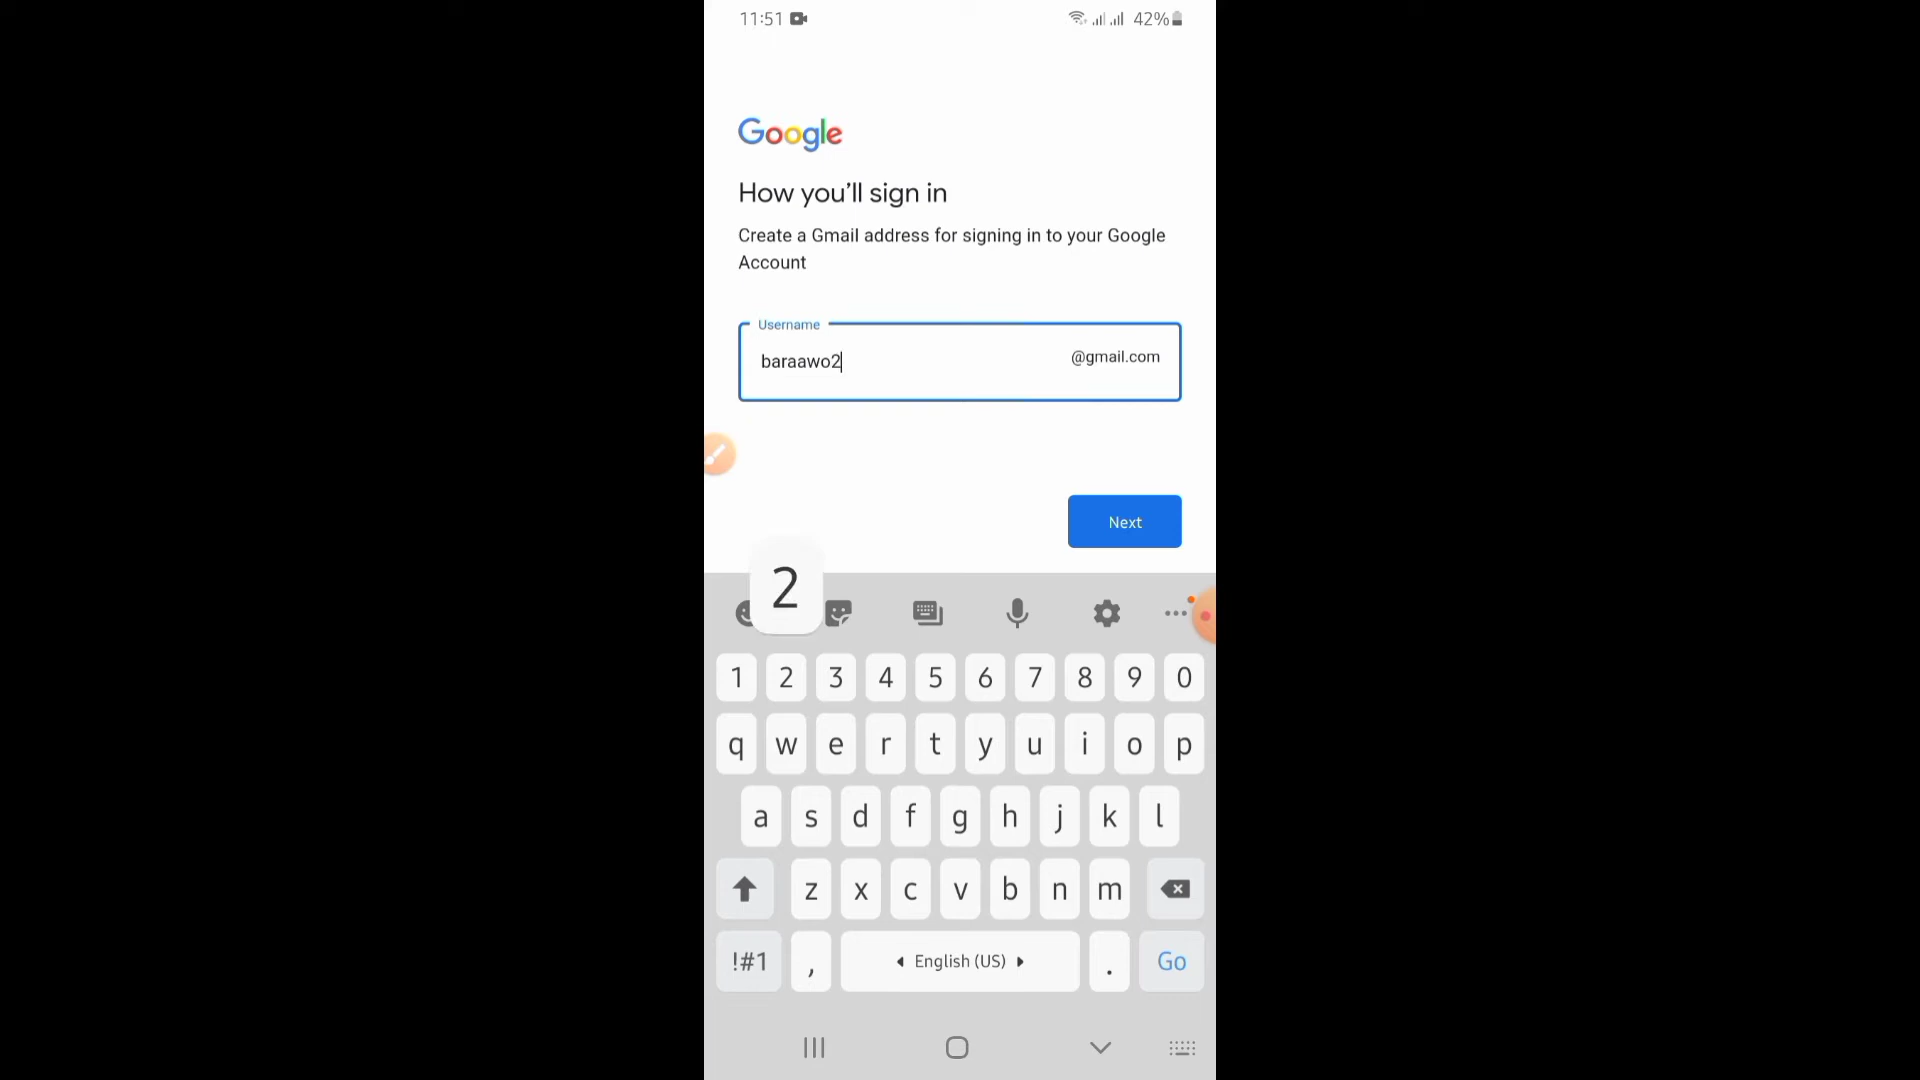 11:51 42%
Google
How you’ll sign in
Create a Gmail address for signing in to your Google
Account
Username
baraawo2 @gmail.com
Next
2
1 2 3 4 5 6 7 8 9 0
q w e r t y u i o p
a s d f g h j k l
z x c v b n m
!#1 , English (US) . Go